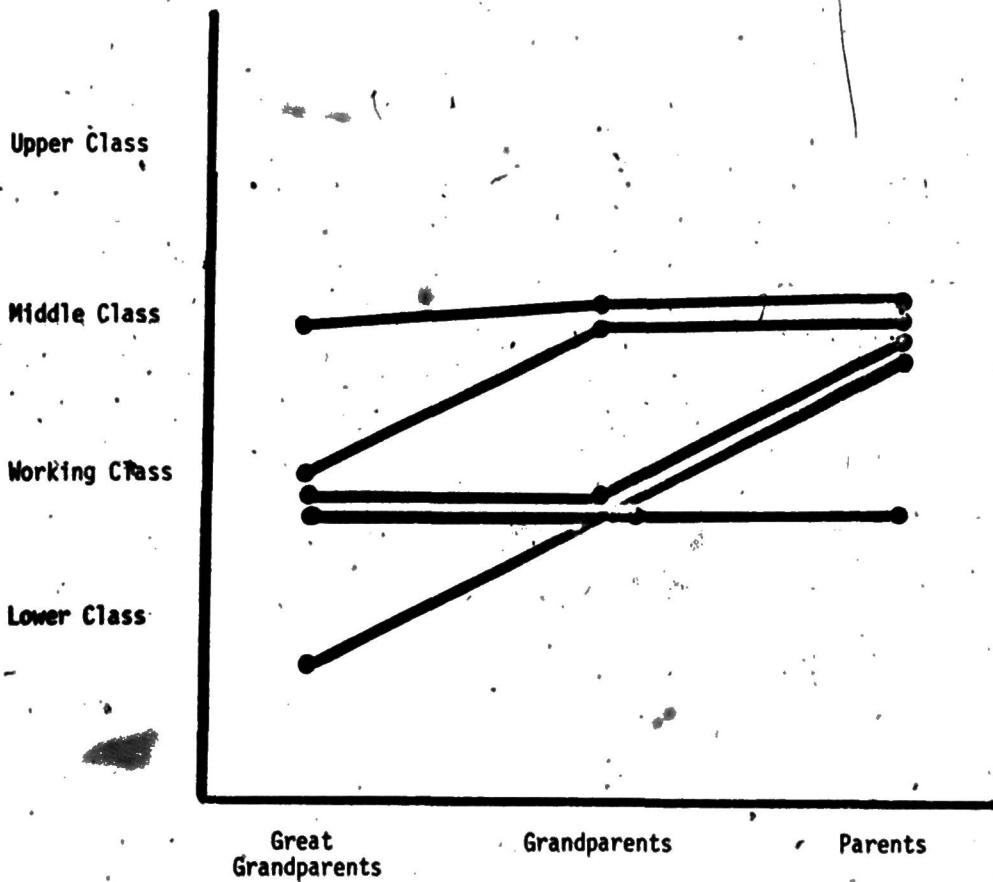 Upper Class
Middle Class
Working Class
Lower Class
Great
Grandparents
Grandparents
Parents